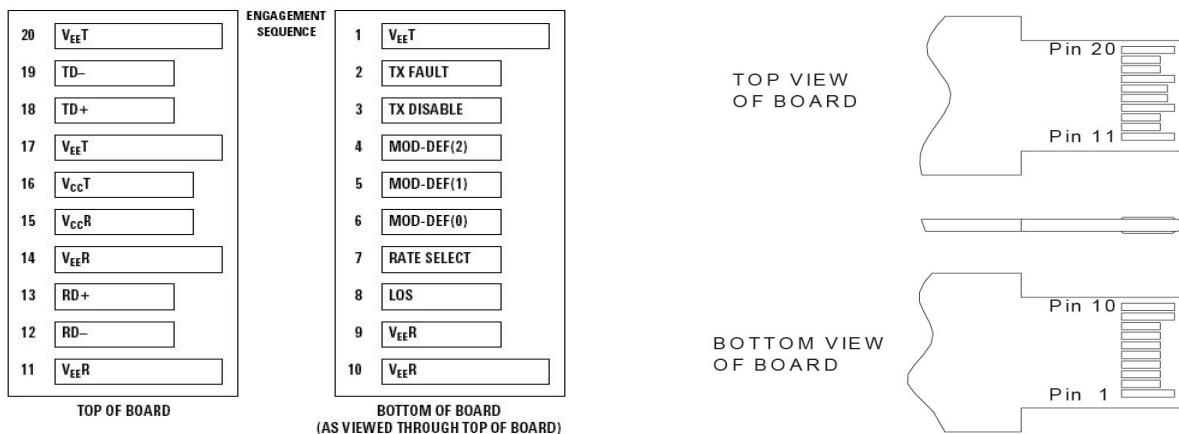 ENGAGEMENT
SEQUENCE
20 VEET
19 TD–
18 TD+
17 VEET
16 VCCT
15 VCCR
14 VEER
13 RD+
12 RD–
11 VEER
TOP OF BOARD
1 VEET
2 TX FAULT
3 TX DISABLE
4 MOD-DEF(2)
5 MOD-DEF(1)
6 MOD-DEF(0)
7 RATE SELECT
8 LOS
9 VEER
10 VEER
BOTTOM OF BOARD
(AS VIEWED THROUGH TOP OF BOARD)
TOP VIEW
OF BOARD
Pin 20
Pin 11
BOTTOM VIEW
OF BOARD
Pin 10
Pin 1